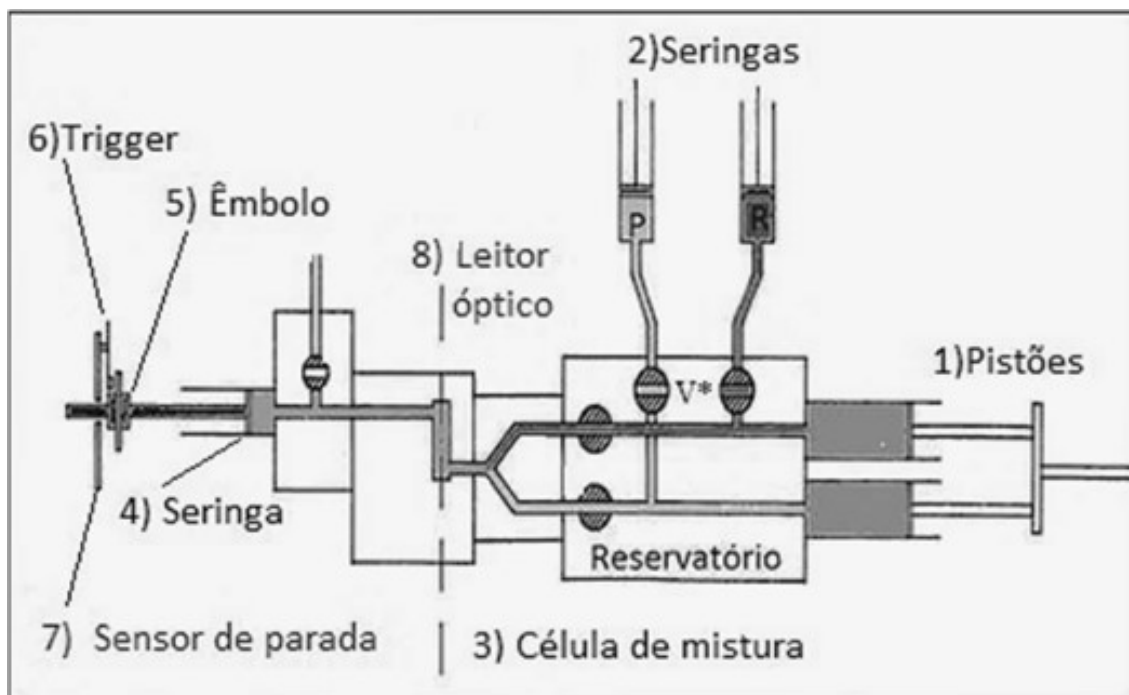 2)Seringas
6)Trigger
5) Êmbolo
P
R
8) Leitor
óptico
1)Pistões
V*
4) Seringa
Reservatório
7) Sensor de parada
3) Célula de mistura